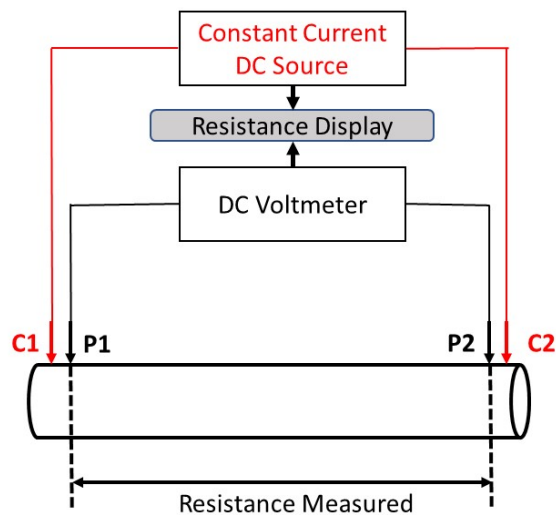 Constant Current
DC Source
Resistance Display
DC Voltmeter
C1
P1
P2
C2
Resistance Measured